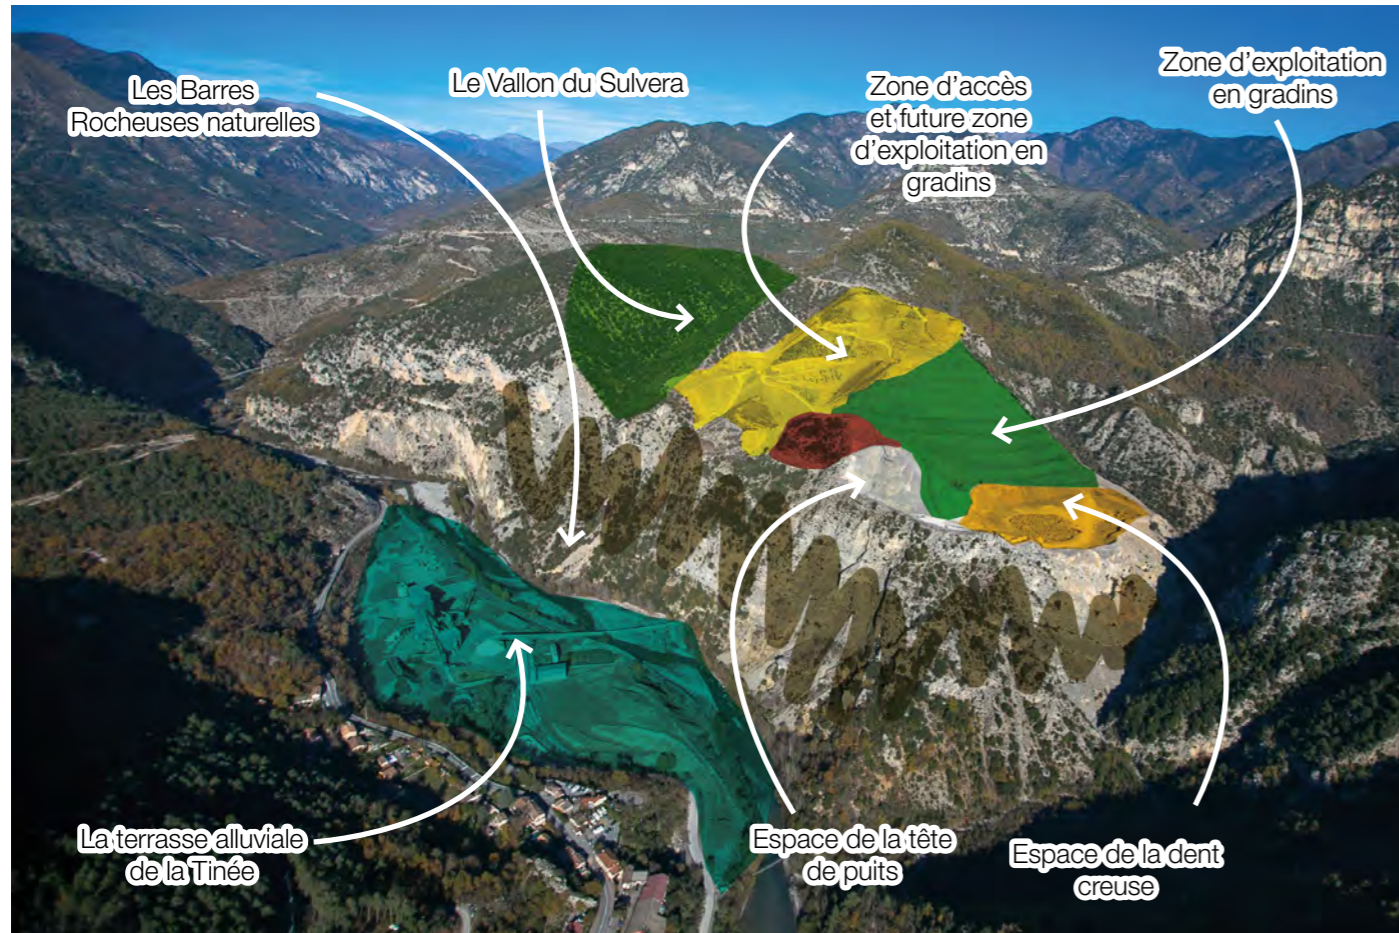 Les Barres
Rocheuses naturelles
Le Vallon du Sulvera
Zone d'accès
et future zone
d'exploitation en
gradins
Zone d'exploitation
en gradins
La terrasse alluviale
de la Tinée
Espace de la tête
de puits
Espace de la dent
creuse